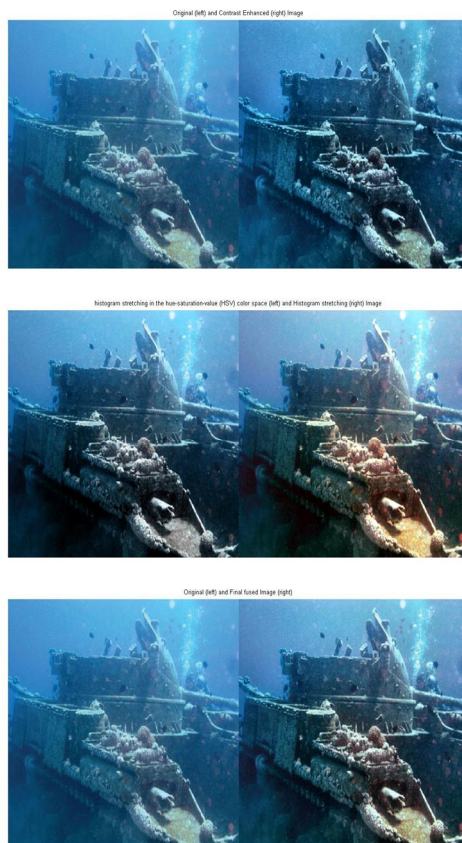 Original (left) and Contrast Enhanced (right) Image
histogram stretching in the hue-saturation-value (HSV) color space (left) and Histogram stretching (right) Image
Original (left) and Final fused Image (right)